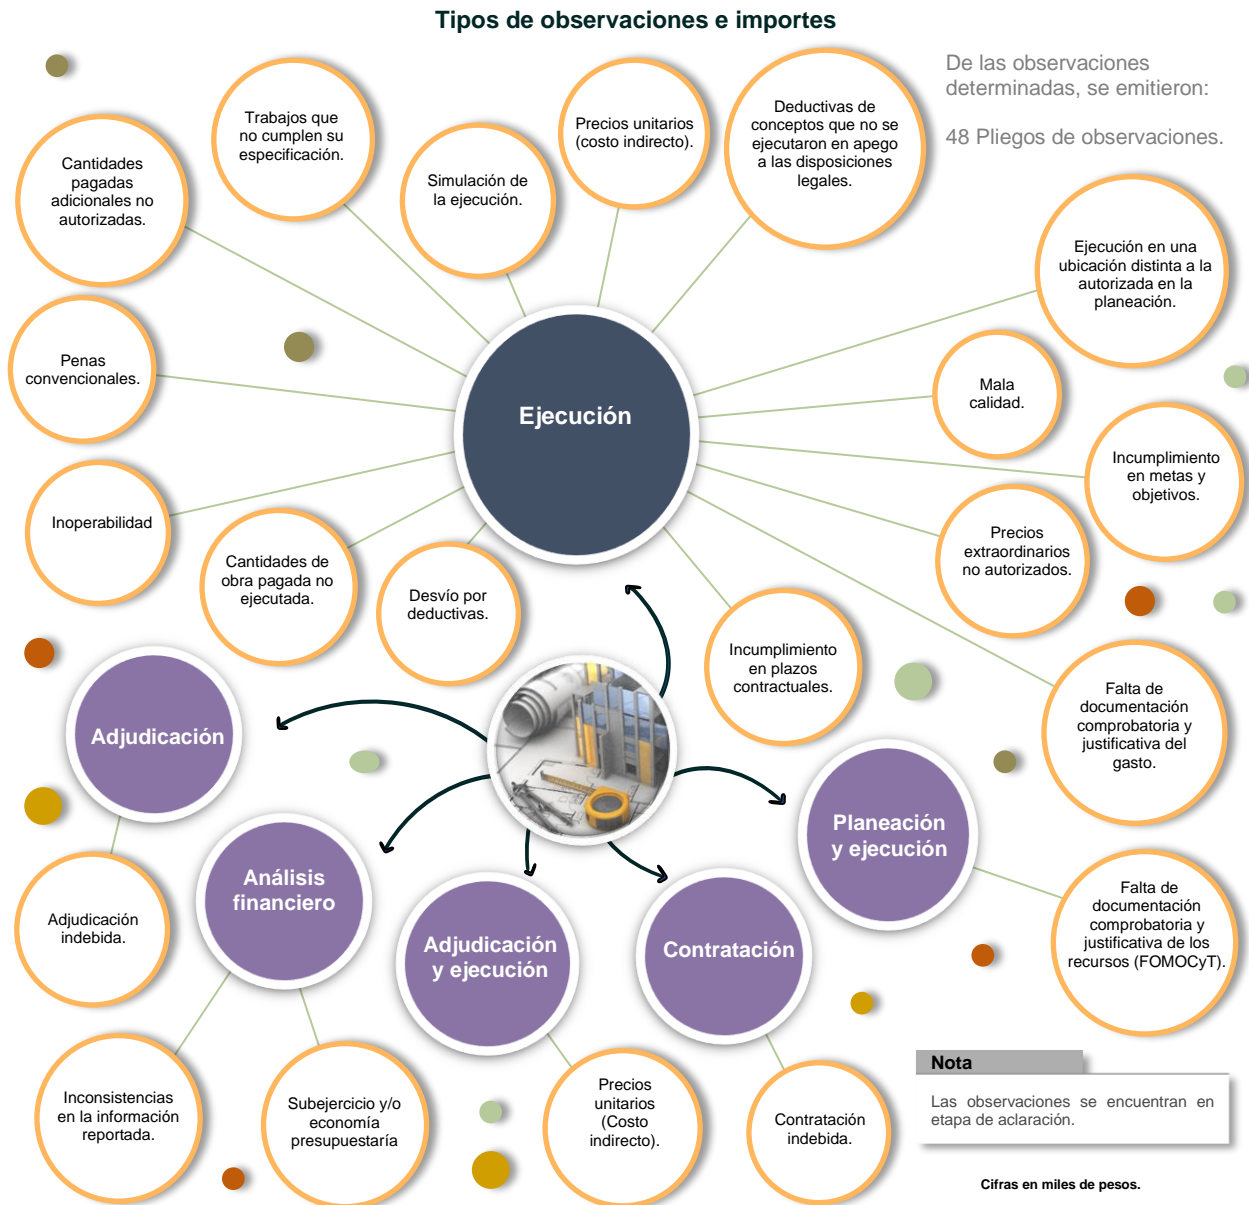 Tipos de observaciones e importes
De las observaciones
determinadas, se emitieron:
48 Pliegos de observaciones.
Trabajos que
no cumplen su
especificación.
Precios unitarios
(costo indirecto).
Deductivas de
conceptos que no se
ejecutaron en apego
a las disposiciones
legales.
Cantidades
pagadas
adicionales no
autorizadas.
Simulación de
la ejecución.
Ejecución en una
ubicación distinta a la
autorizada en la
planeación.
Penas
convencionales.
Ejecución
Mala
calidad.
Incumplimiento
en metas y
objetivos.
Inoperabilidad
Precios
extraordinarios
no autorizados.
Cantidades de
obra pagada no
ejecutada.
Desvío por
deductivas.
Incumplimiento
en plazos
contractuales.
Falta de
documentación
comprobatoria y
justificativa del
gasto.
Adjudicación
Planeación
y ejecución
Análisis
financiero
Adjudicación
y ejecución
Contratación
Falta de
documentación
comprobatoria y
justificativa de los
recursos (FOMOCyT).
Adjudicación
indebida.
Inconsistencias
en la información
reportada.
Subejercicio y/o
economía
presupuestaría
Precios
unitarios
(Costo
indirecto).
Contratación
indebida.
Nota
Las observaciones se encuentran en
etapa de aclaración.
Cifras en miles de pesos.